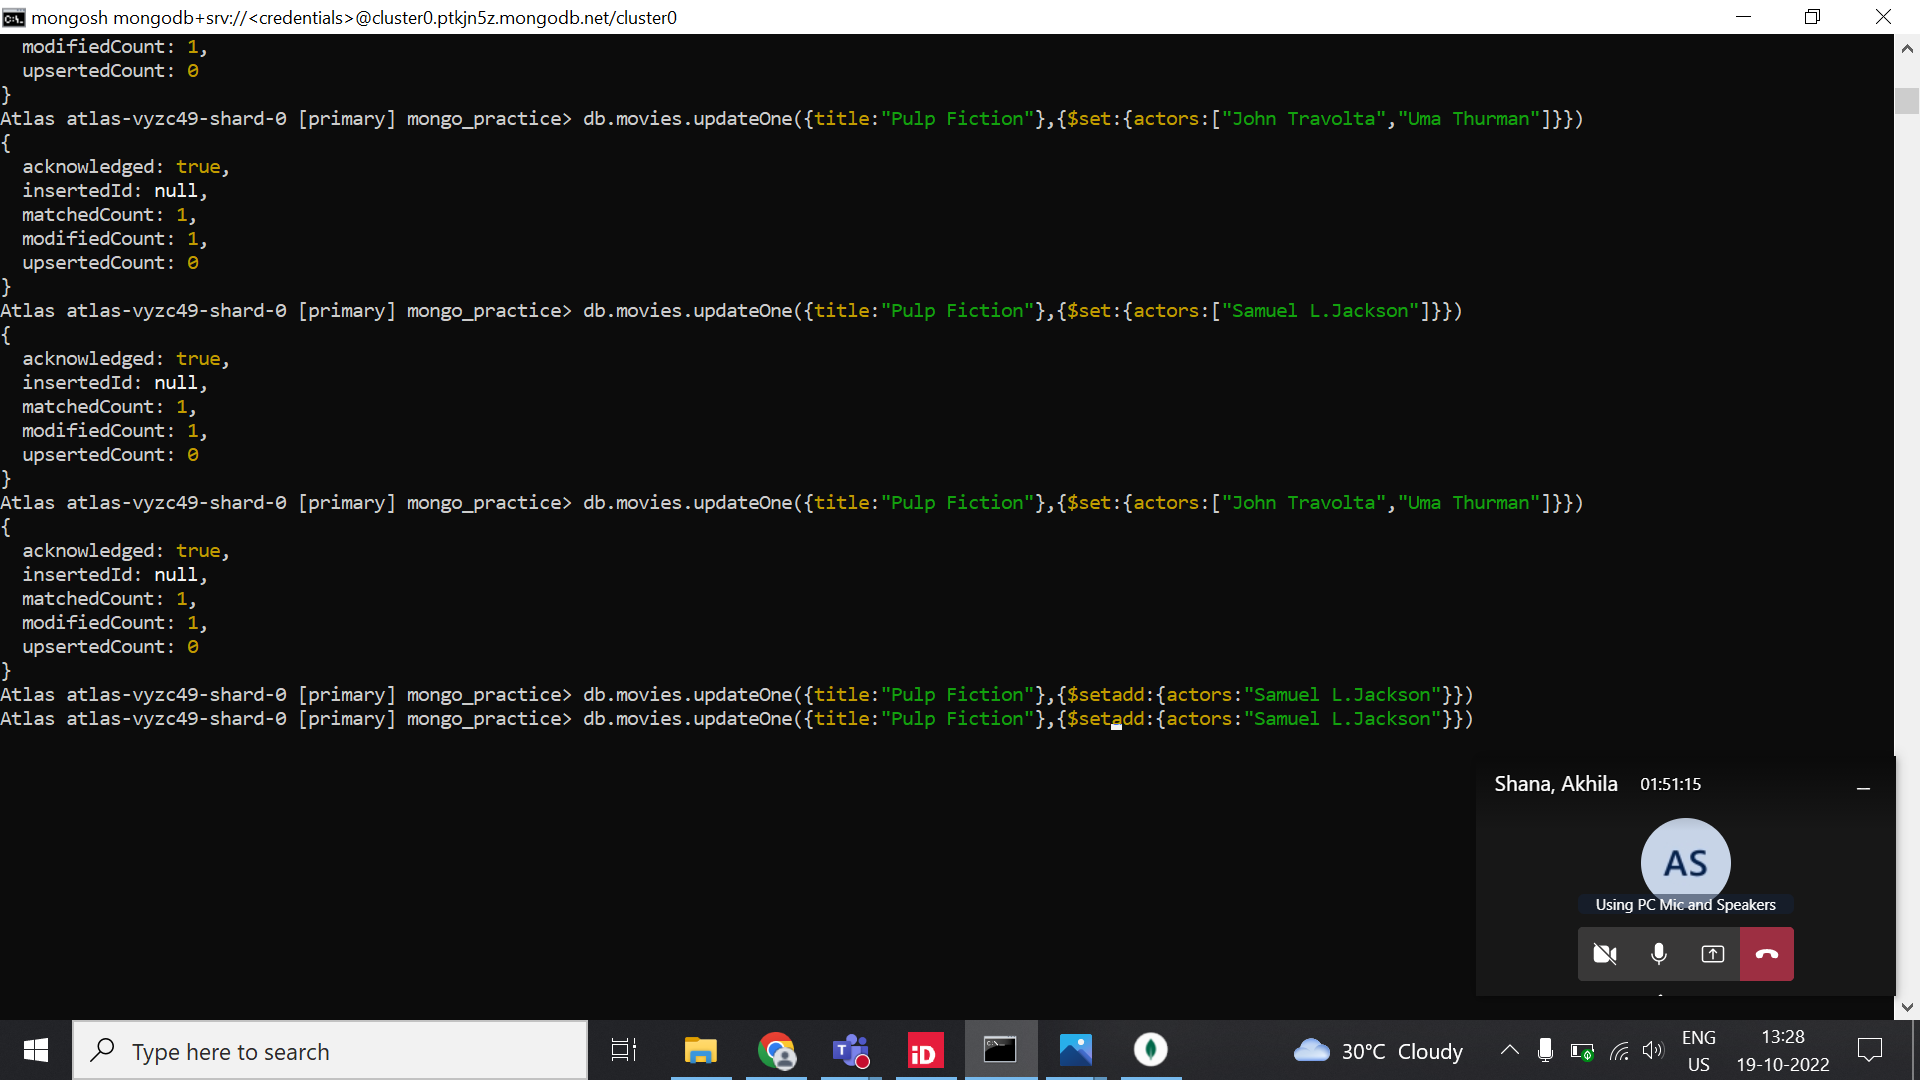 mongosh mongodb+srv://<credentials>@cluster0.ptkjn5z.mongodb.net/cluster0
modifiedCount: 1,
upsertedCount: 0
}
Atlas atlas-vyzc49-shard-0 [primary] mongo_practice> db.movies.updateOne({title:"Pulp Fiction"},{$set:{actors:["John Travolta","Uma Thurman"]}})
{
acknowledged: true,
insertedId: null,
matchedCount: 1,
modifiedCount: 1,
upsertedCount: 0
}
Atlas atlas-vyzc49-shard-0 [primary] mongo_practice> db.movies.updateOne({title:"Pulp Fiction"},{$set:{actors:["Samuel L.Jackson"]}})
{
acknowledged: true,
insertedId: null,
matchedCount: 1,
modifiedCount: 1,
upsertedCount: 0
}
Atlas atlas-vyzc49-shard-0 [primary] mongo_practice> db.movies.updateOne({title:"Pulp Fiction"},{$set:{actors:["John Travolta","Uma Thurman"]}})
{
acknowledged: true,
insertedId: null,
matchedCount: 1,
modifiedCount: 1,
upsertedCount: 0
}
Atlas atlas-vyzc49-shard-0 [primary] mongo_practice> db.movies.updateOne({title:"Pulp Fiction"},{$setadd:{actors:"Samuel L.Jackson"}})
Atlas atlas-vyzc49-shard-0 [primary] mongo_practice> db.movies.updateOne({title:"Pulp Fiction"},{$setadd:{actors:"Samuel L.Jackson"}})
Shana, Akhila 01:51:15
AS
Using PC Mic and Speakers
Type here to search
iD
30°C Cloudy
ENG
US
13:28
19-10-2022